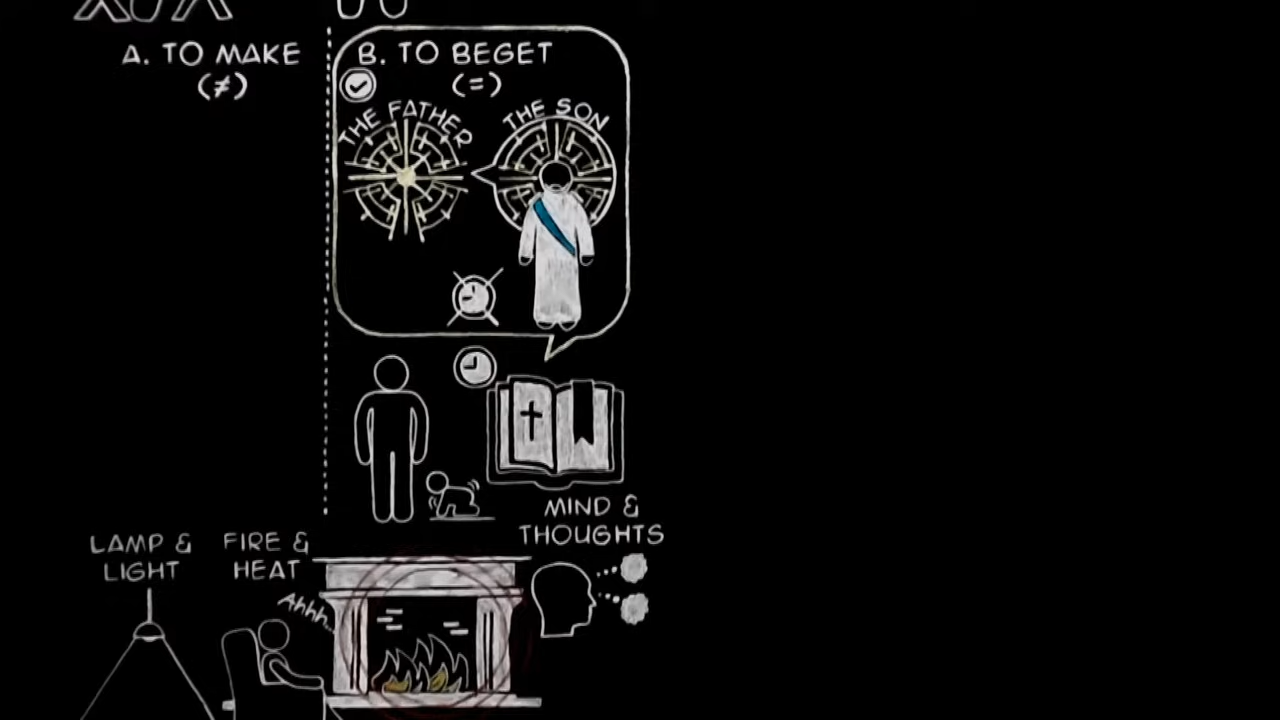 A. TO MAKE
(≠)
B. TO BEGET
(=)
THE FATHER
THE SON
MIND &
THOUGHTS
LAMP &
LIGHT
FIRE &
HEAT
Ahhh...